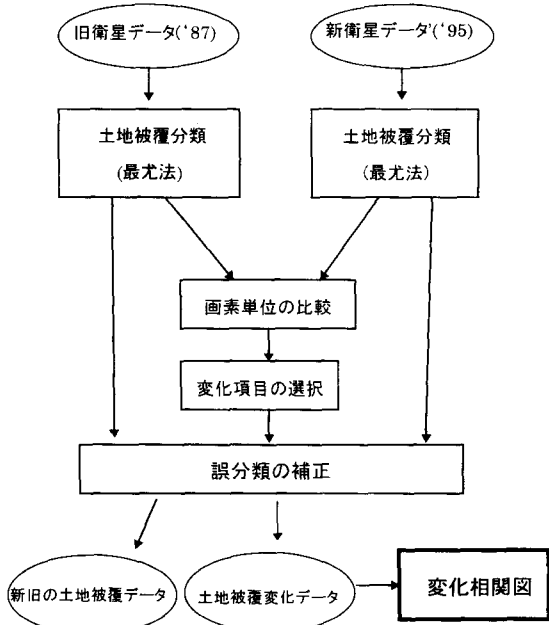 旧衛星データ('87)
新衛星データ('95)
土地被覆分類
(最尤法)
土地被覆分類
(最尤法)
画素単位の比較
変化項目の選択
誤分類の補正
新旧の土地被覆データ
土地被覆変化データ
変化相関図